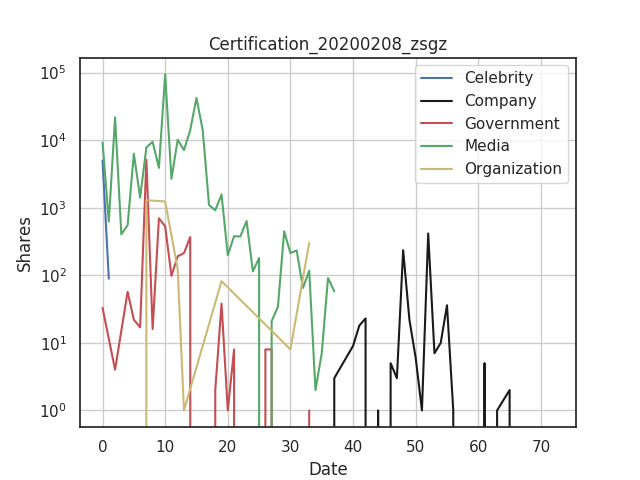 Certification_20200208_zsgz
Shares
10^5
10^4
10^3
10^2
10^1
10^0
Celebrity
Company
Government
Media
Organization
0 10 20 30 40 50 60 70
Date